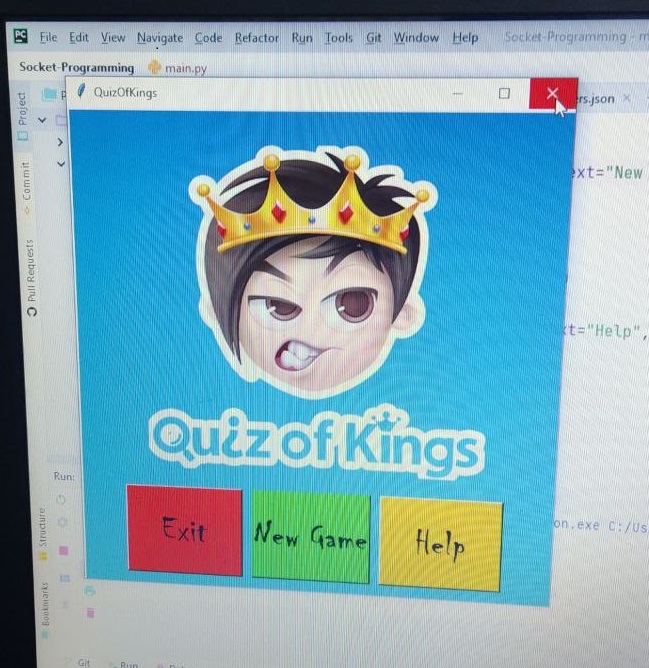 PC File Edit View Navigate Code Refactor Run Tools Git Window Help Socket-Programming - m
Socket-Programming main.py
QuizOfKings
rs.json
Project
ext="New
Commit
Pull Requests
xt="Help",
Quiz of Kings
Run:
Exit New Game Help
on.exe C:/Us
Structure
Bookmarks
Git Run